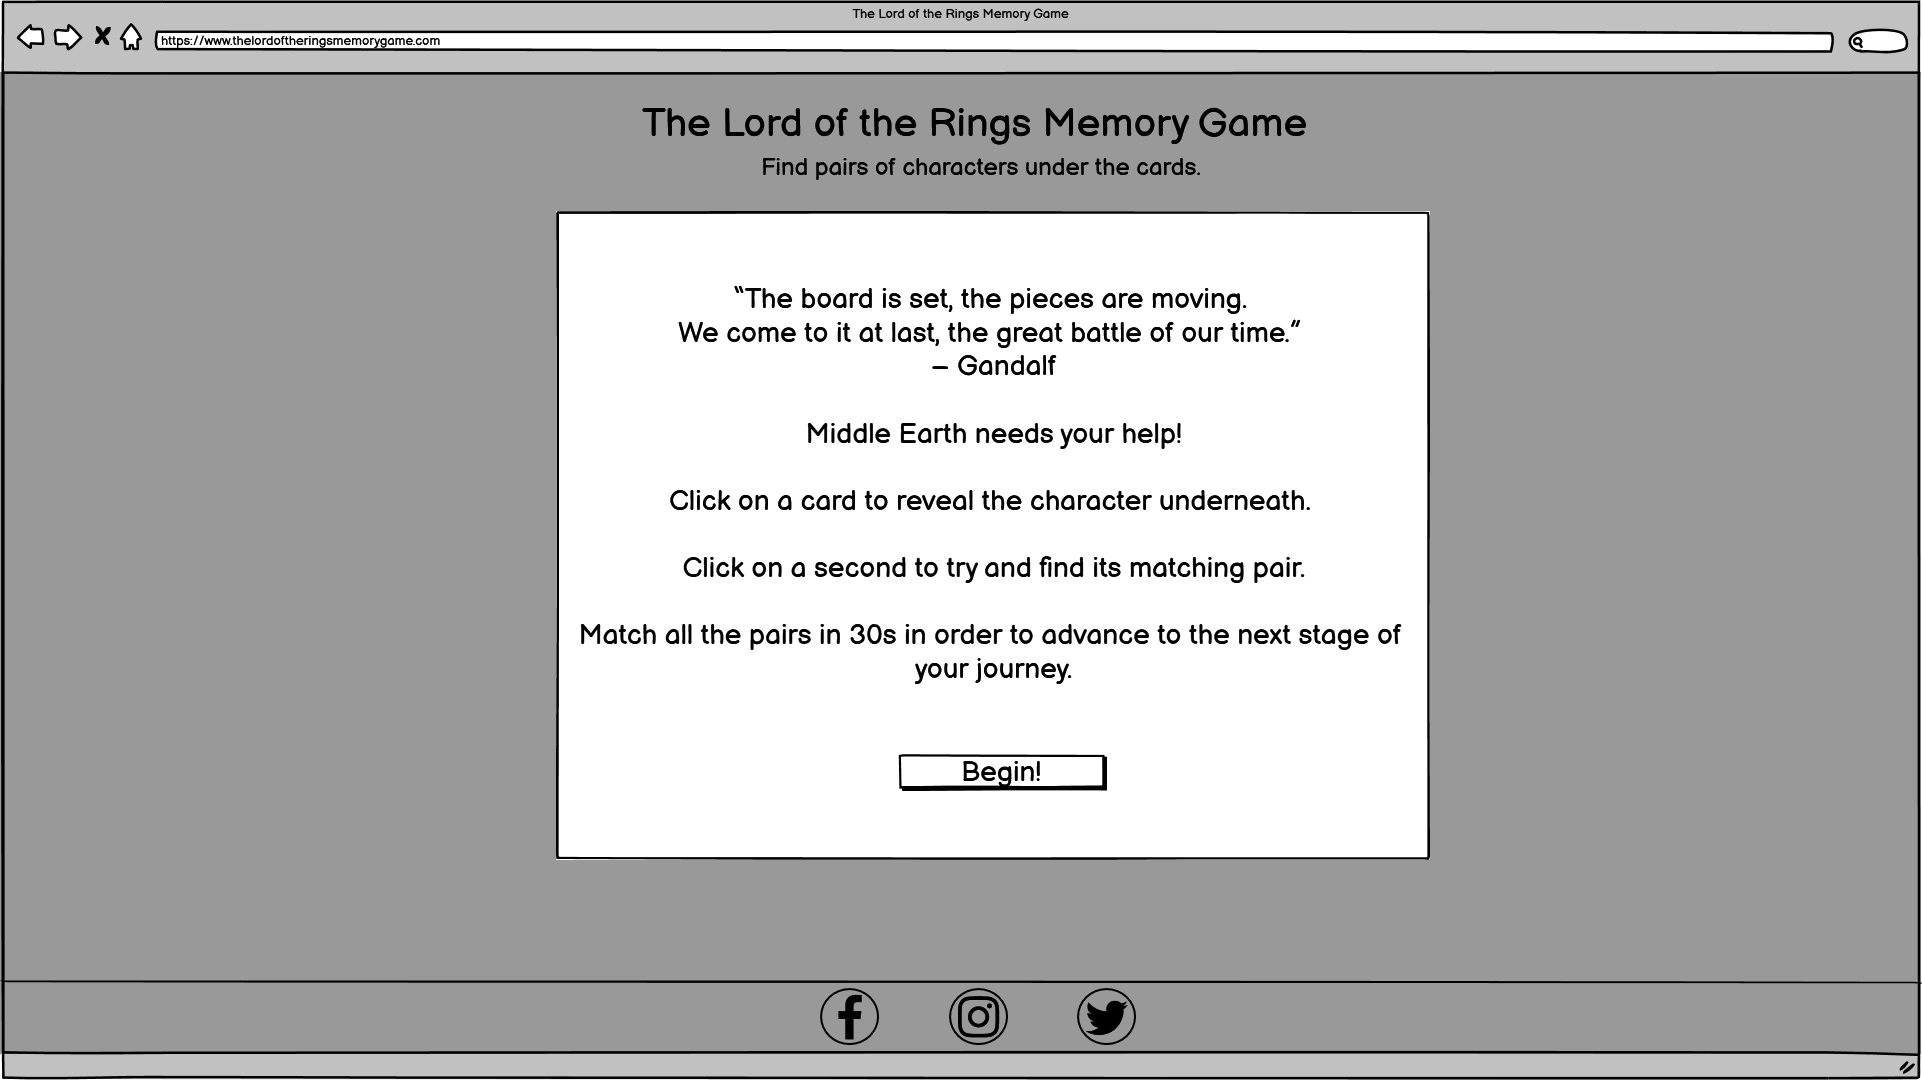 The Lord of the Rings Memory Game
https://www.thelordoftheringsmemorygame.com
The Lord of the Rings Memory Game
Find pairs of characters under the cards.
"The board is set, the pieces are moving.
We come to it at last, the great battle of our time."
– Gandalf
Middle Earth needs your help!
Click on a card to reveal the character underneath.
Click on a second to try and find its matching pair.
Match all the pairs in 30s in order to advance to the next stage of
your journey.
Begin!